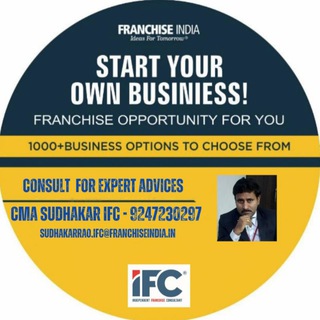 FRANCHISE INDIA
Ideas For Tomorrow®
START YOUR
OWN BUSINIESS!
FRANCHISE OPPORTUNITY FOR YOU
1000+BUSINESS OPTIONS TO CHOOSE FROM
CONSULT FOR EXPERT ADVICES
CMA SUDHAKAR IFC - 9247230297
SUDHAKARRAO.IFC@FRANCHISEINDIA.IN
IFC®
INDEPENDENT FRANCHISE CONSULTANT